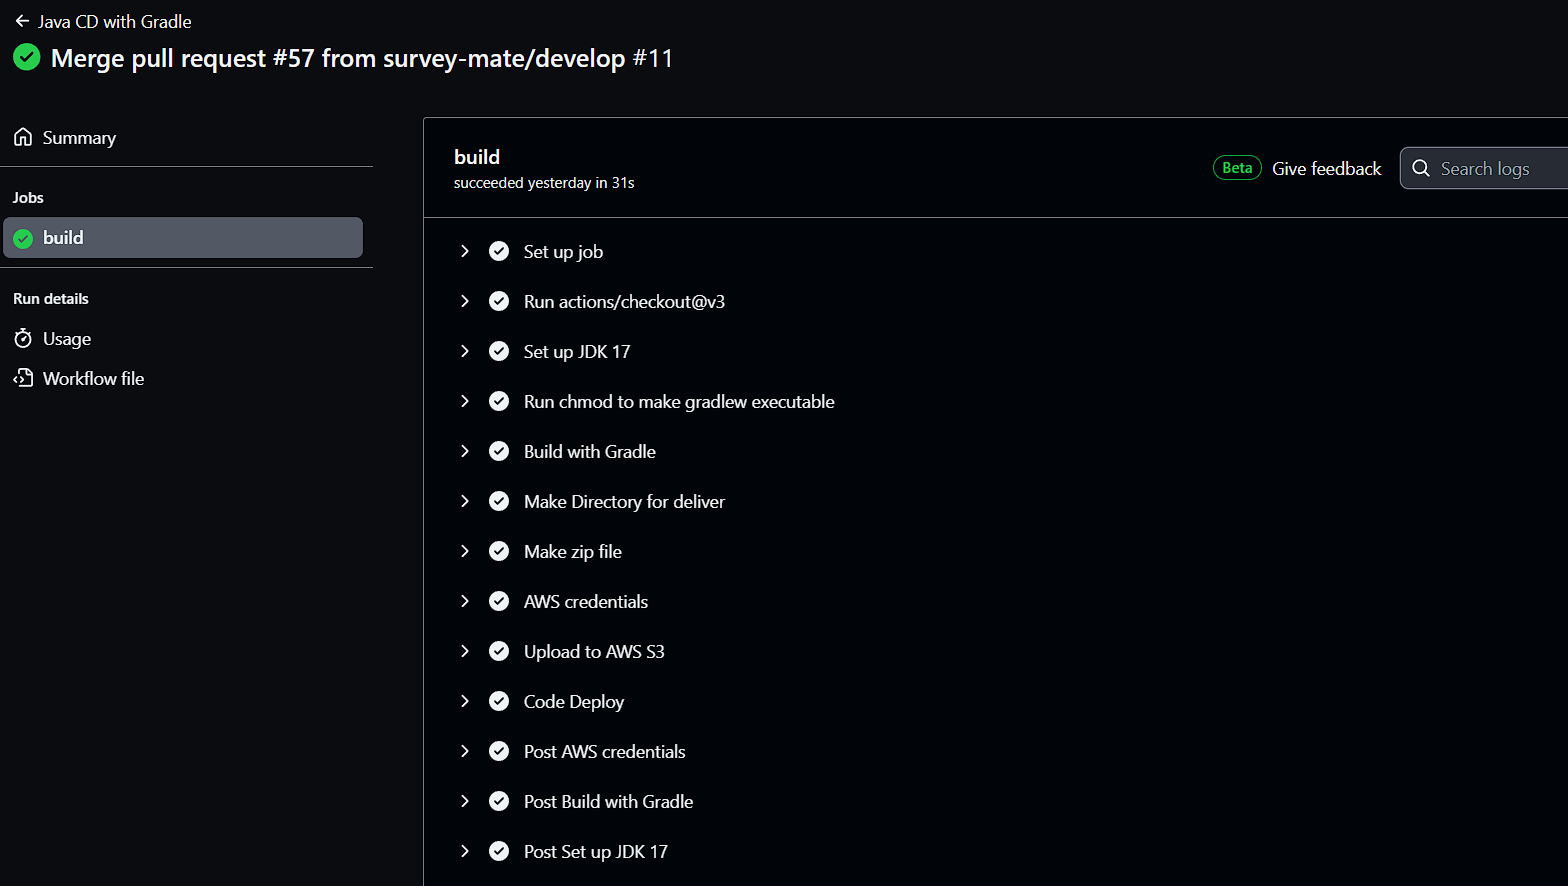 Java CD with Gradle
Merge pull request #57 from survey-mate/develop #11
Summary
Jobs
build
Run details
Usage
Workflow file
build
succeeded yesterday in 31s
Beta Give feedback
Search logs
Set up job
Run actions/checkout@v3
Set up JDK 17
Run chmod to make gradlew executable
Build with Gradle
Make Directory for deliver
Make zip file
AWS credentials
Upload to AWS S3
Code Deploy
Post AWS credentials
Post Build with Gradle
Post Set up JDK 17